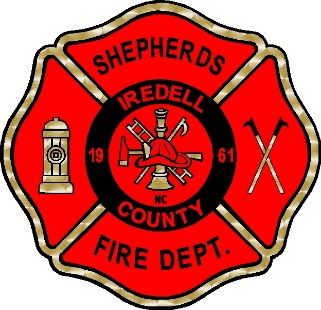 SHEPHERDS
IREDELL
19 61
NC
COUNTY
FIRE DEPT.